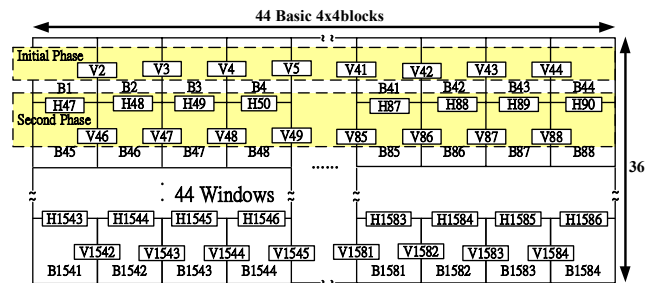 44 Basic 4x4blocks
Initial Phase
V2 V3 V4 V5 V41 V42 V43 V44
B1 B2 B3 B4 B41 B42 B43 B44
H47 H48 H49 H50 H87 H88 H89 H90
Second Phase
V46 V47 V48 V49 V85 V86 V87 V88
B45 B46 B47 B48 B85 B86 B87 B88
......
36
: 44 Windows
H1543 H1544 H1545 H1546 H1583 H1584 H1585 H1586
V1542 V1543 V1544 V1545 V1581 V1582 V1583 V1584
B1541 B1542 B1543 B1544 B1581 B1582 B1583 B1584